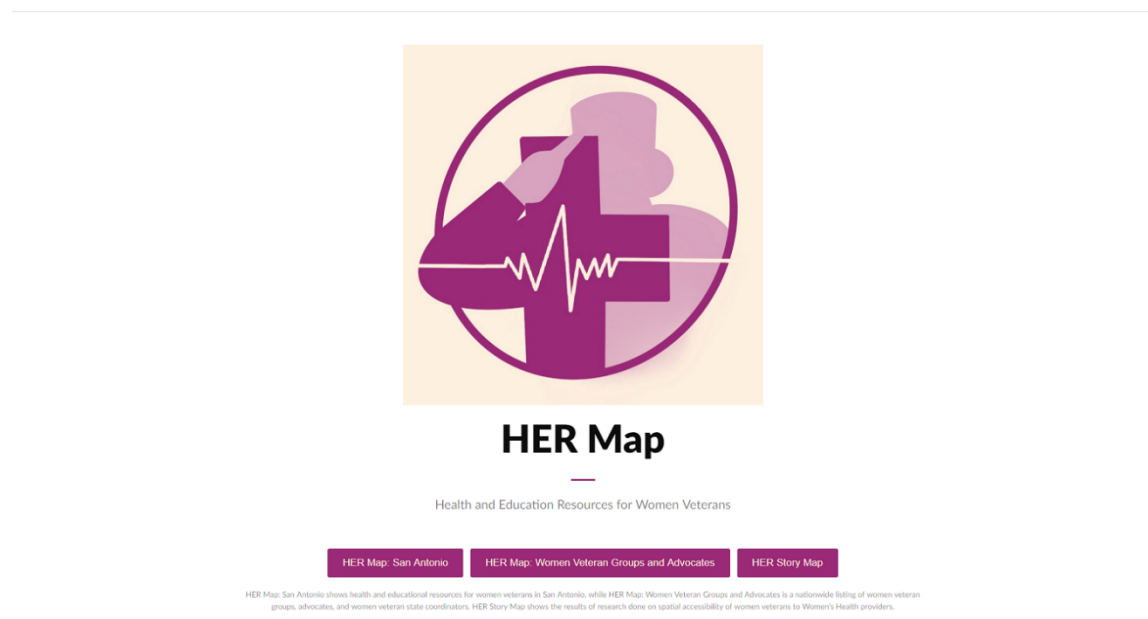 HER Map
Health and Education Resources for Women Veterans
HER Map: San Antonio
HER Map: Women Veteran Groups and Advocates
HER Story Map
HER Map: San Antonio shows health and educational resources for women veterans in San Antonio, while HER Map: Women Veteran Groups and Advocates is a nationwide listing of women veteran
groups, advocates, and women veteran state coordinators. HER Story Map shows the results of research done on spatial accessibility of women veterans to Women's Health providers.